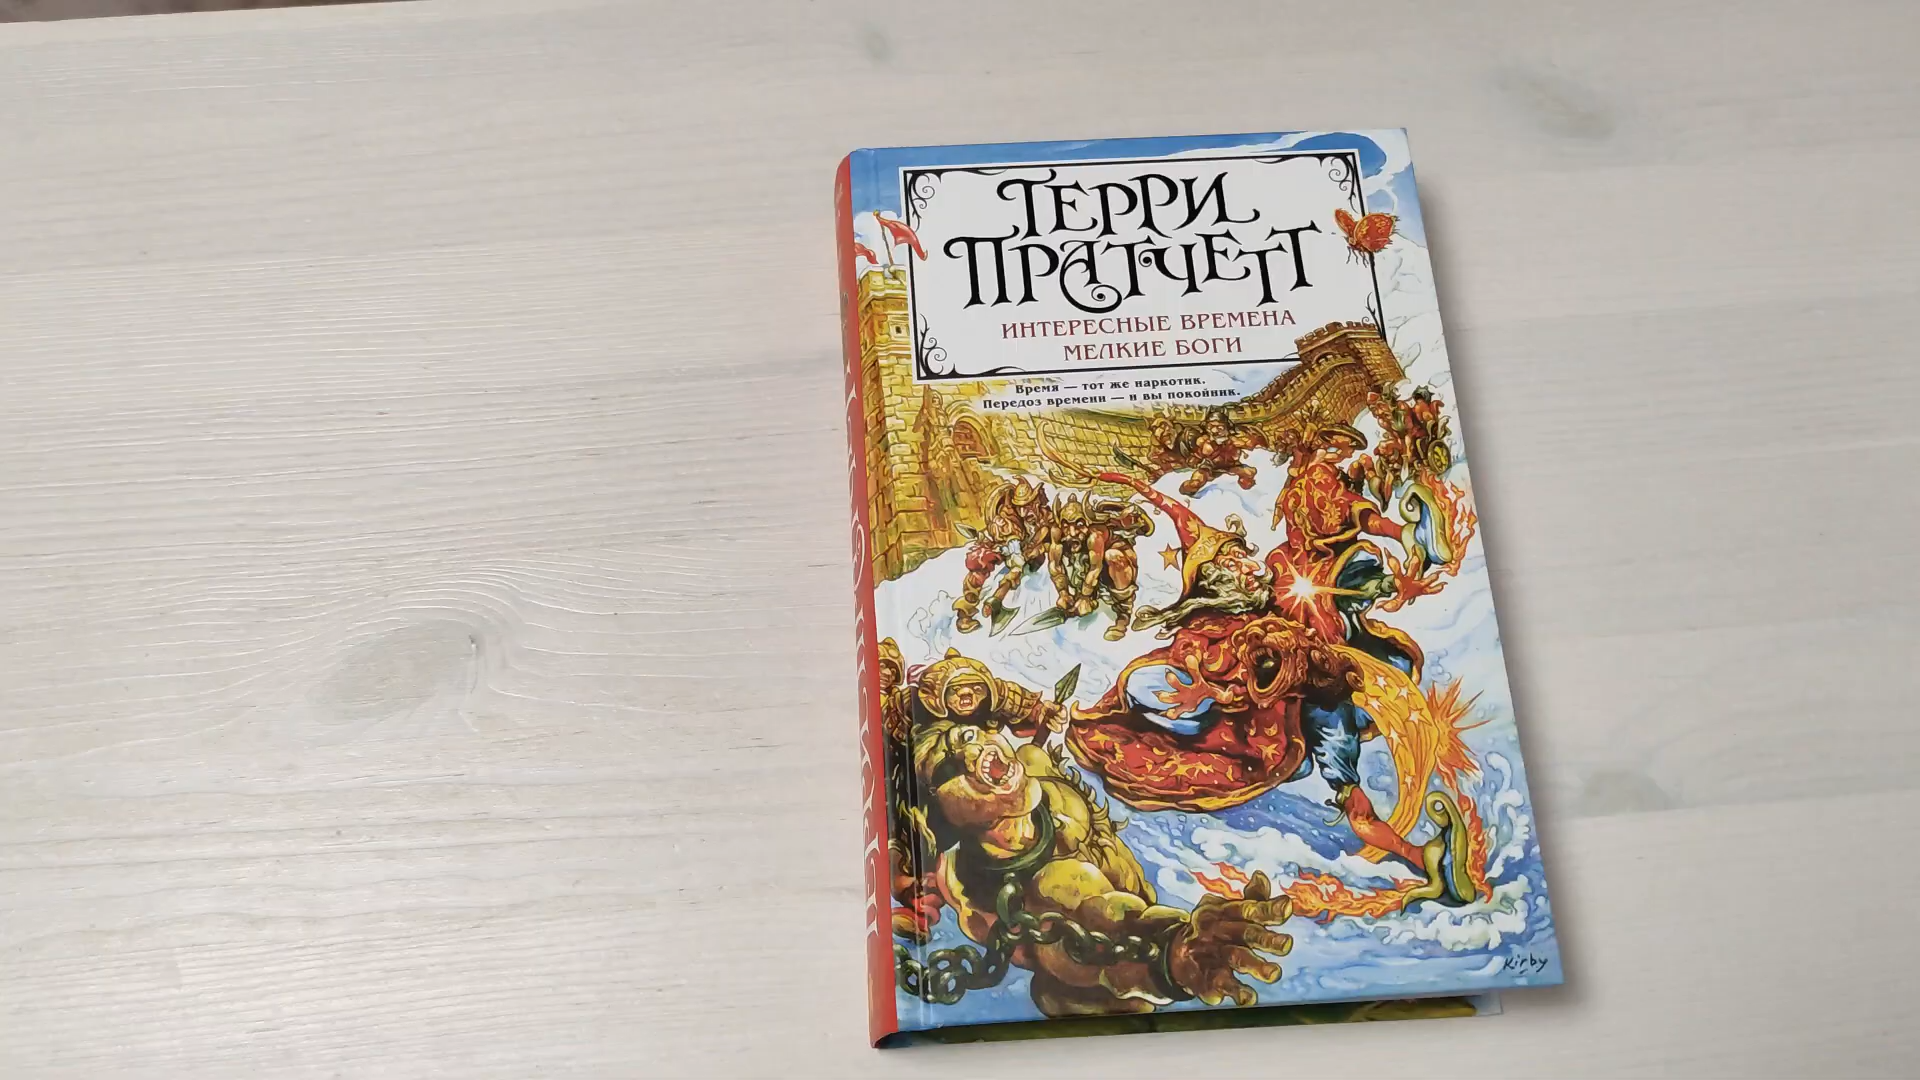 ТЕРРИ
ПРАТЧЕТТ
ИНТЕРЕСНЫЕ ВРЕМЕНА
МЕЛКИЕ БОГИ
Время — тот же наркотик.
Передоз времени — и вы покойник.
Kirby